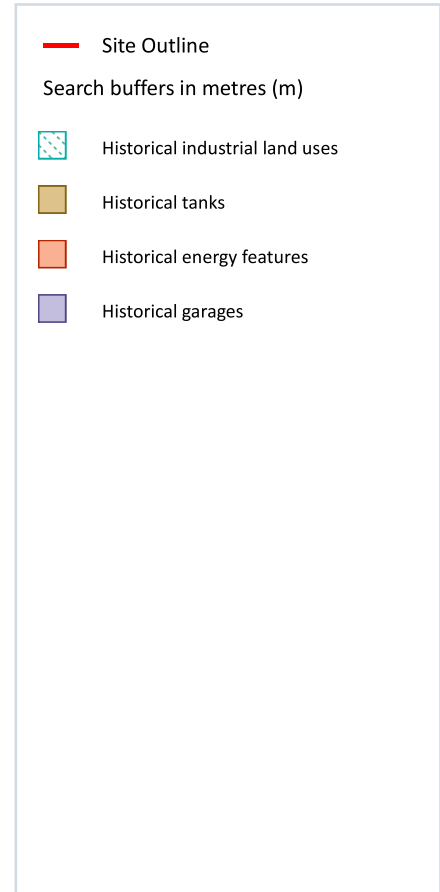 Site Outline
Search buffers in metres (m)
Historical industrial land uses
Historical tanks
Historical energy features
Historical garages